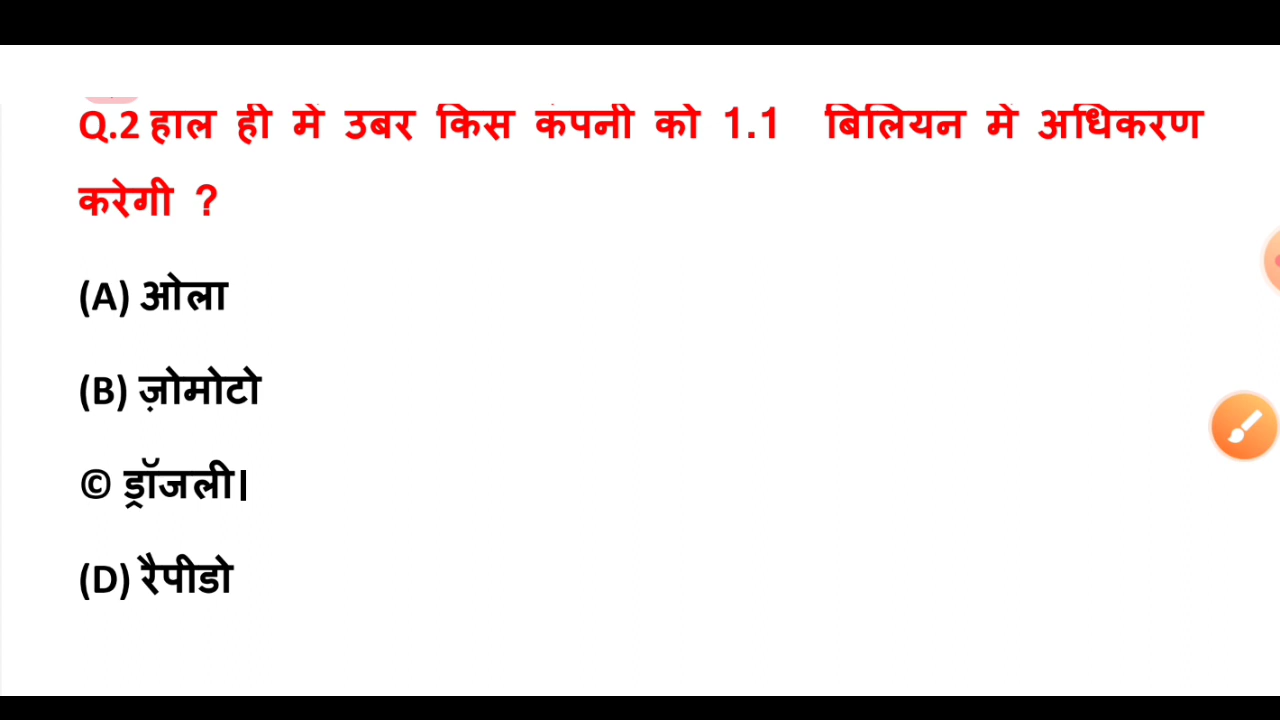 Q.2 हाल ही में उबर किस कंपनी को 1.1 बिलियन में अधिकरण
करेगी ?
(A) ओला
(B) ज़ोमोटो
© ड्रॉजली।
(D) रैपीडो